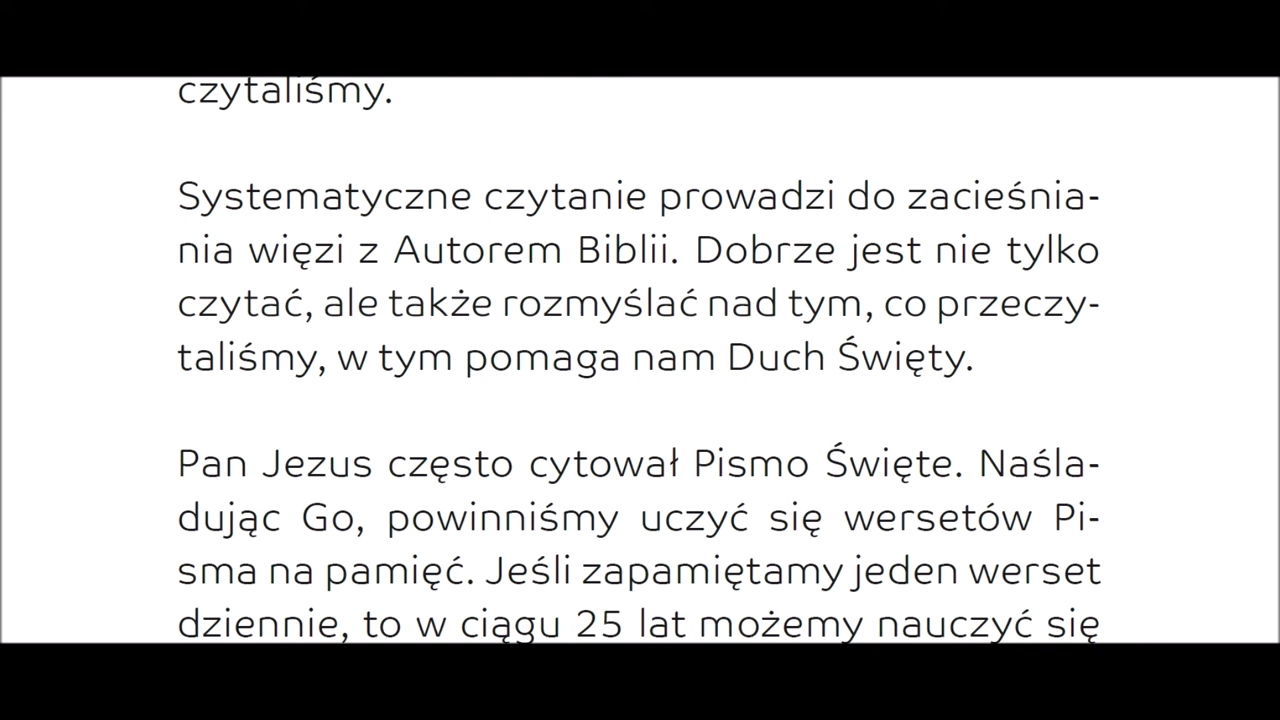 czytaliśmy.
Systematyczne czytanie prowadzi do zacieśnia-
nia więzi z Autorem Biblii. Dobrze jest nie tylko
czytać, ale także rozmyślać nad tym, co przeczy-
taliśmy, w tym pomaga nam Duch Święty.
Pan Jezus często cytował Pismo Święte. Naśla-
dując Go, powinniśmy uczyć się wersetów Pi-
sma na pamięć. Jeśli zapamiętamy jeden werset
dziennie, to w ciągu 25 lat możemy nauczyć się